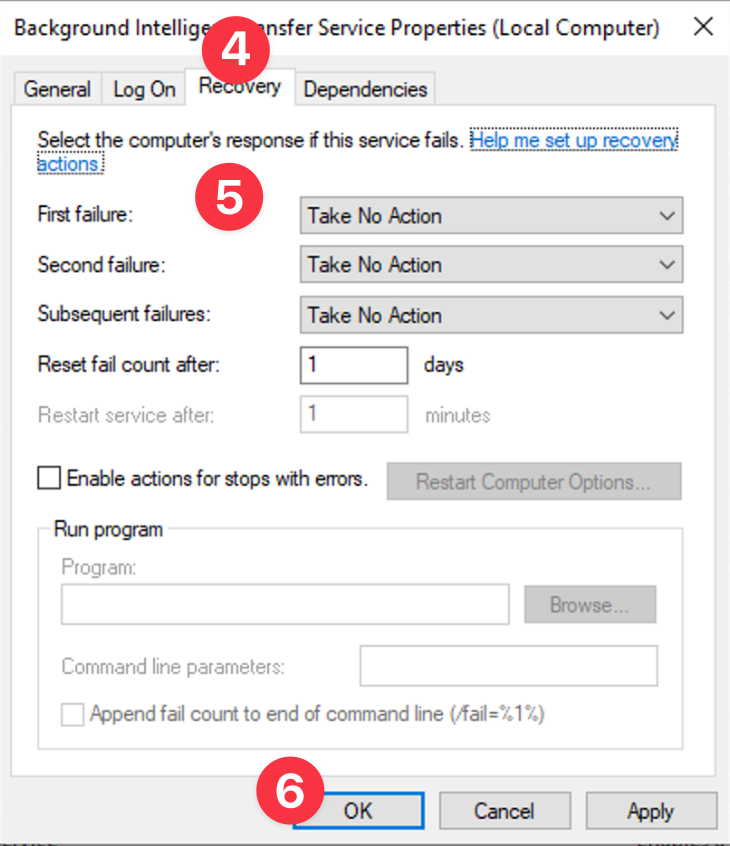 Background Intellige ansfer Service Properties (Local Computer)
4
General Log On Recovery Dependencies
Select the computer's response if this service fails. Help me set up recovery
actions.
5
First failure: Take No Action
Second failure: Take No Action
Subsequent failures: Take No Action
Reset fail count after: 1 days
Restart service after: 1 minutes
Enable actions for stops with errors. Restart Computer Options...
Run program
Program:
Browse...
Command line parameters:
Append fail count to end of command line (/fail=%1%)
6
OK Cancel Apply